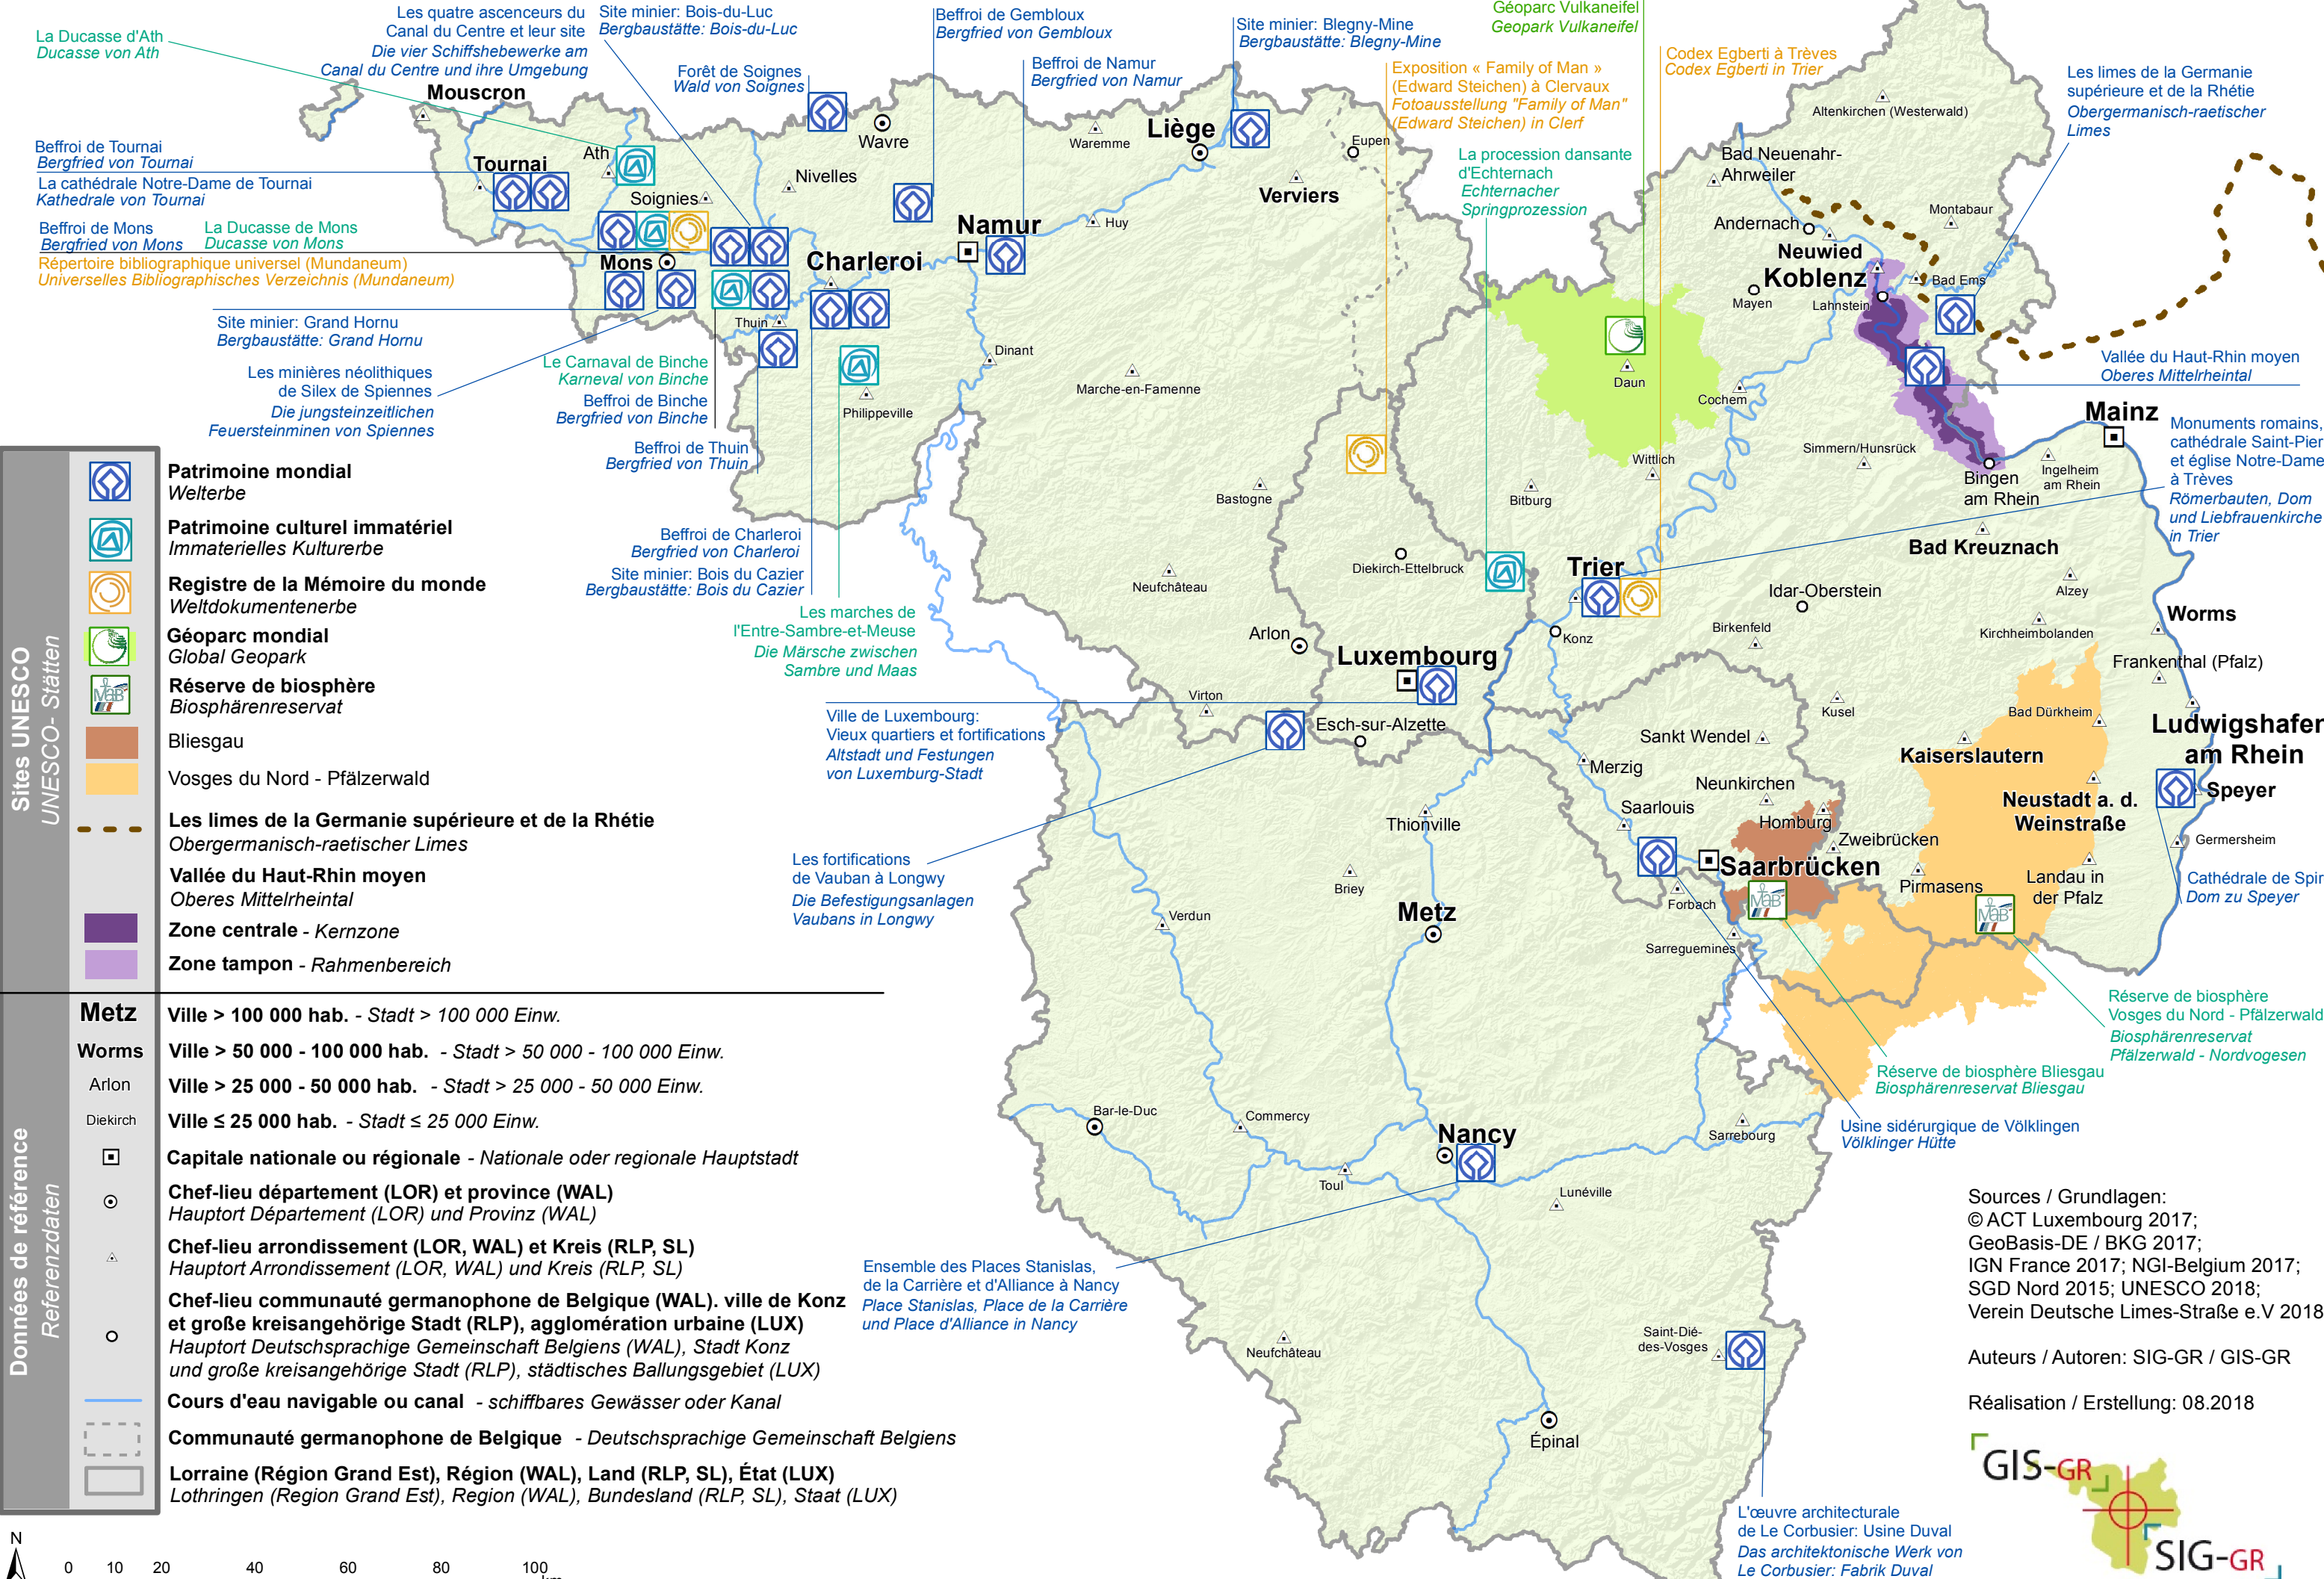 La Ducasse d'Ath
Ducasse von Ath
Les quatre ascenceurs du
Canal du Centre et leur site
Die vier Schiffshebewerke am
Canal du Centre und ihre Umgebung
Site minier: Bois-du-Luc
Bergbaustätte: Bois-du-Luc
Forêt de Soignes
Wald von Soignes
Beffroi de Gembloux
Bergfried von Gembloux
Beffroi de Namur
Bergfried von Namur
Site minier: Blegny-Mine
Bergbaustätte: Blegny-Mine
Géoparc Vulkaneifel
Geopark Vulkaneifel
Exposition « Family of Man »
(Edward Steichen) à Clervaux
Fotoausstellung "Family of Man"
(Edward Steichen) in Clerf
Codex Egberti à Trèves
Codex Egberti in Trier
La procession dansante
d'Echternach
Echternacher
Springprozession
Les limes de la Germanie
supérieure et de la Rhétie
Obergermanisch-raetischer
Limes
Beffroi de Tournai
Bergfried von Tournai
La cathédrale Notre-Dame de Tournai
Kathedrale von Tournai
Beffroi de Mons
Bergfried von Mons
La Ducasse de Mons
Ducasse von Mons
Répertoire bibliographique universel (Mundaneum)
Universelles Bibliographisches Verzeichnis (Mundaneum)
Site minier: Grand Hornu
Bergbaustätte: Grand Hornu
Les minières néolithiques
de Silex de Spiennes
Die jungsteinzeitlichen
Feuersteinminen von Spiennes
Le Carnaval de Binche
Karneval von Binche
Beffroi de Binche
Bergfried von Binche
Beffroi de Thuin
Bergfried von Thuin
Beffroi de Charleroi
Bergfried von Charleroi
Site minier: Bois du Cazier
Bergbaustätte: Bois du Cazier
Les marches de
l'Entre-Sambre-et-Meuse
Die Märsche zwischen
Sambre und Maas
Ville de Luxembourg:
Vieux quartiers et fortifications
Altstadt und Festungen
von Luxemburg-Stadt
Les fortifications
de Vauban à Longwy
Die Befestigungsanlagen
Vaubans in Longwy
Ensemble des Places Stanislas,
de la Carrière et d'Alliance à Nancy
Place Stanislas, Place de la Carrière
und Place d'Alliance in Nancy
Vallée du Haut-Rhin moyen
Oberes Mittelrheintal
Monuments romains,
cathédrale Saint-Pier
et église Notre-Dame
à Trèves
Römerbauten, Dom
und Liebfrauenkirche
in Trier
Cathédrale de Spir
Dom zu Speyer
Réserve de biosphère
Vosges du Nord - Pfälzerwald
Biosphärenreservat
Pfälzerwald - Nordvogesen
Réserve de biosphère Bliesgau
Biosphärenreservat Bliesgau
Usine sidérurgique de Völklingen
Völklinger Hütte
L'œuvre architecturale
de Le Corbusier: Usine Duval
Das architektonische Werk von
Le Corbusier: Fabrik Duval
Mouscron
Tournai
Ath
Soignies
Mons
Wavre
Nivelles
Charleroi
Thuin
Philippeville
Namur
Dinant
Huy
Waremme
Liège
Verviers
Eupen
Marche-en-Famenne
Bastogne
Neufchâteau
Arlon
Virton
Diekirch-Ettelbruck
Luxembourg
Esch-sur-Alzette
Altenkirchen (Westerwald)
Bad Neuenahr-
Ahrweiler
Andernach
Neuwied
Koblenz
Montabaur
Bad Ems
Lahnstein
Mayen
Daun
Cochem
Wittlich
Bitburg
Simmern/Hunsrück
Mainz
Ingelheim
am Rhein
Bingen
am Rhein
Bad Kreuznach
Alzey
Worms
Kirchheimbolanden
Frankenthal (Pfalz)
Trier
Konz
Idar-Oberstein
Birkenfeld
Kusel
Bad Dürkheim
Ludwigshafen
am Rhein
Kaiserslautern
Neustadt a. d.
Weinstraße
Speyer
Germersheim
Landau in
der Pfalz
Pirmasens
Zweibrücken
Homburg
Neunkirchen
Sankt Wendel
Merzig
Saarlouis
Saarbrücken
Forbach
Sarreguemines
Thionville
Briey
Metz
Verdun
Bar-le-Duc
Commercy
Toul
Nancy
Lunéville
Sarrebourg
Neufchâteau
Saint-Dié-
des-Vosges
Épinal
MaB
MaB
Sites UNESCO
UNESCO- Stätten
Patrimoine mondial
Welterbe
Patrimoine culturel immatériel
Immaterielles Kulturerbe
Registre de la Mémoire du monde
Weltdokumentenerbe
Géoparc mondial
Global Geopark
MaB
Réserve de biosphère
Biosphärenreservat
Bliesgau
Vosges du Nord - Pfälzerwald
Les limes de la Germanie supérieure et de la Rhétie
Obergermanisch-raetischer Limes
Vallée du Haut-Rhin moyen
Oberes Mittelrheintal
Zone centrale - Kernzone
Zone tampon - Rahmenbereich
Données de référence
Referenzdaten
Metz Ville > 100 000 hab. - Stadt > 100 000 Einw.
Worms Ville > 50 000 - 100 000 hab. - Stadt > 50 000 - 100 000 Einw.
Arlon Ville > 25 000 - 50 000 hab. - Stadt > 25 000 - 50 000 Einw.
Diekirch Ville ≤ 25 000 hab. - Stadt ≤ 25 000 Einw.
Capitale nationale ou régionale - Nationale oder regionale Hauptstadt
Chef-lieu département (LOR) et province (WAL)
Hauptort Département (LOR) und Provinz (WAL)
Chef-lieu arrondissement (LOR, WAL) et Kreis (RLP, SL)
Hauptort Arrondissement (LOR, WAL) und Kreis (RLP, SL)
Chef-lieu communauté germanophone de Belgique (WAL). ville de Konz
et große kreisangehörige Stadt (RLP), agglomération urbaine (LUX)
Hauptort Deutschsprachige Gemeinschaft Belgiens (WAL), Stadt Konz
und große kreisangehörige Stadt (RLP), städtisches Ballungsgebiet (LUX)
Cours d'eau navigable ou canal - schiffbares Gewässer oder Kanal
Communauté germanophone de Belgique - Deutschsprachige Gemeinschaft Belgiens
Lorraine (Région Grand Est), Région (WAL), Land (RLP, SL), État (LUX)
Lothringen (Region Grand Est), Region (WAL), Bundesland (RLP, SL), Staat (LUX)
N
0 10 20 40 60 80 100
km
Sources / Grundlagen:
© ACT Luxembourg 2017;
GeoBasis-DE / BKG 2017;
IGN France 2017; NGI-Belgium 2017;
SGD Nord 2015; UNESCO 2018;
Verein Deutsche Limes-Straße e.V 2018
Auteurs / Autoren: SIG-GR / GIS-GR
Réalisation / Erstellung: 08.2018
GIS-GR
SIG-GR